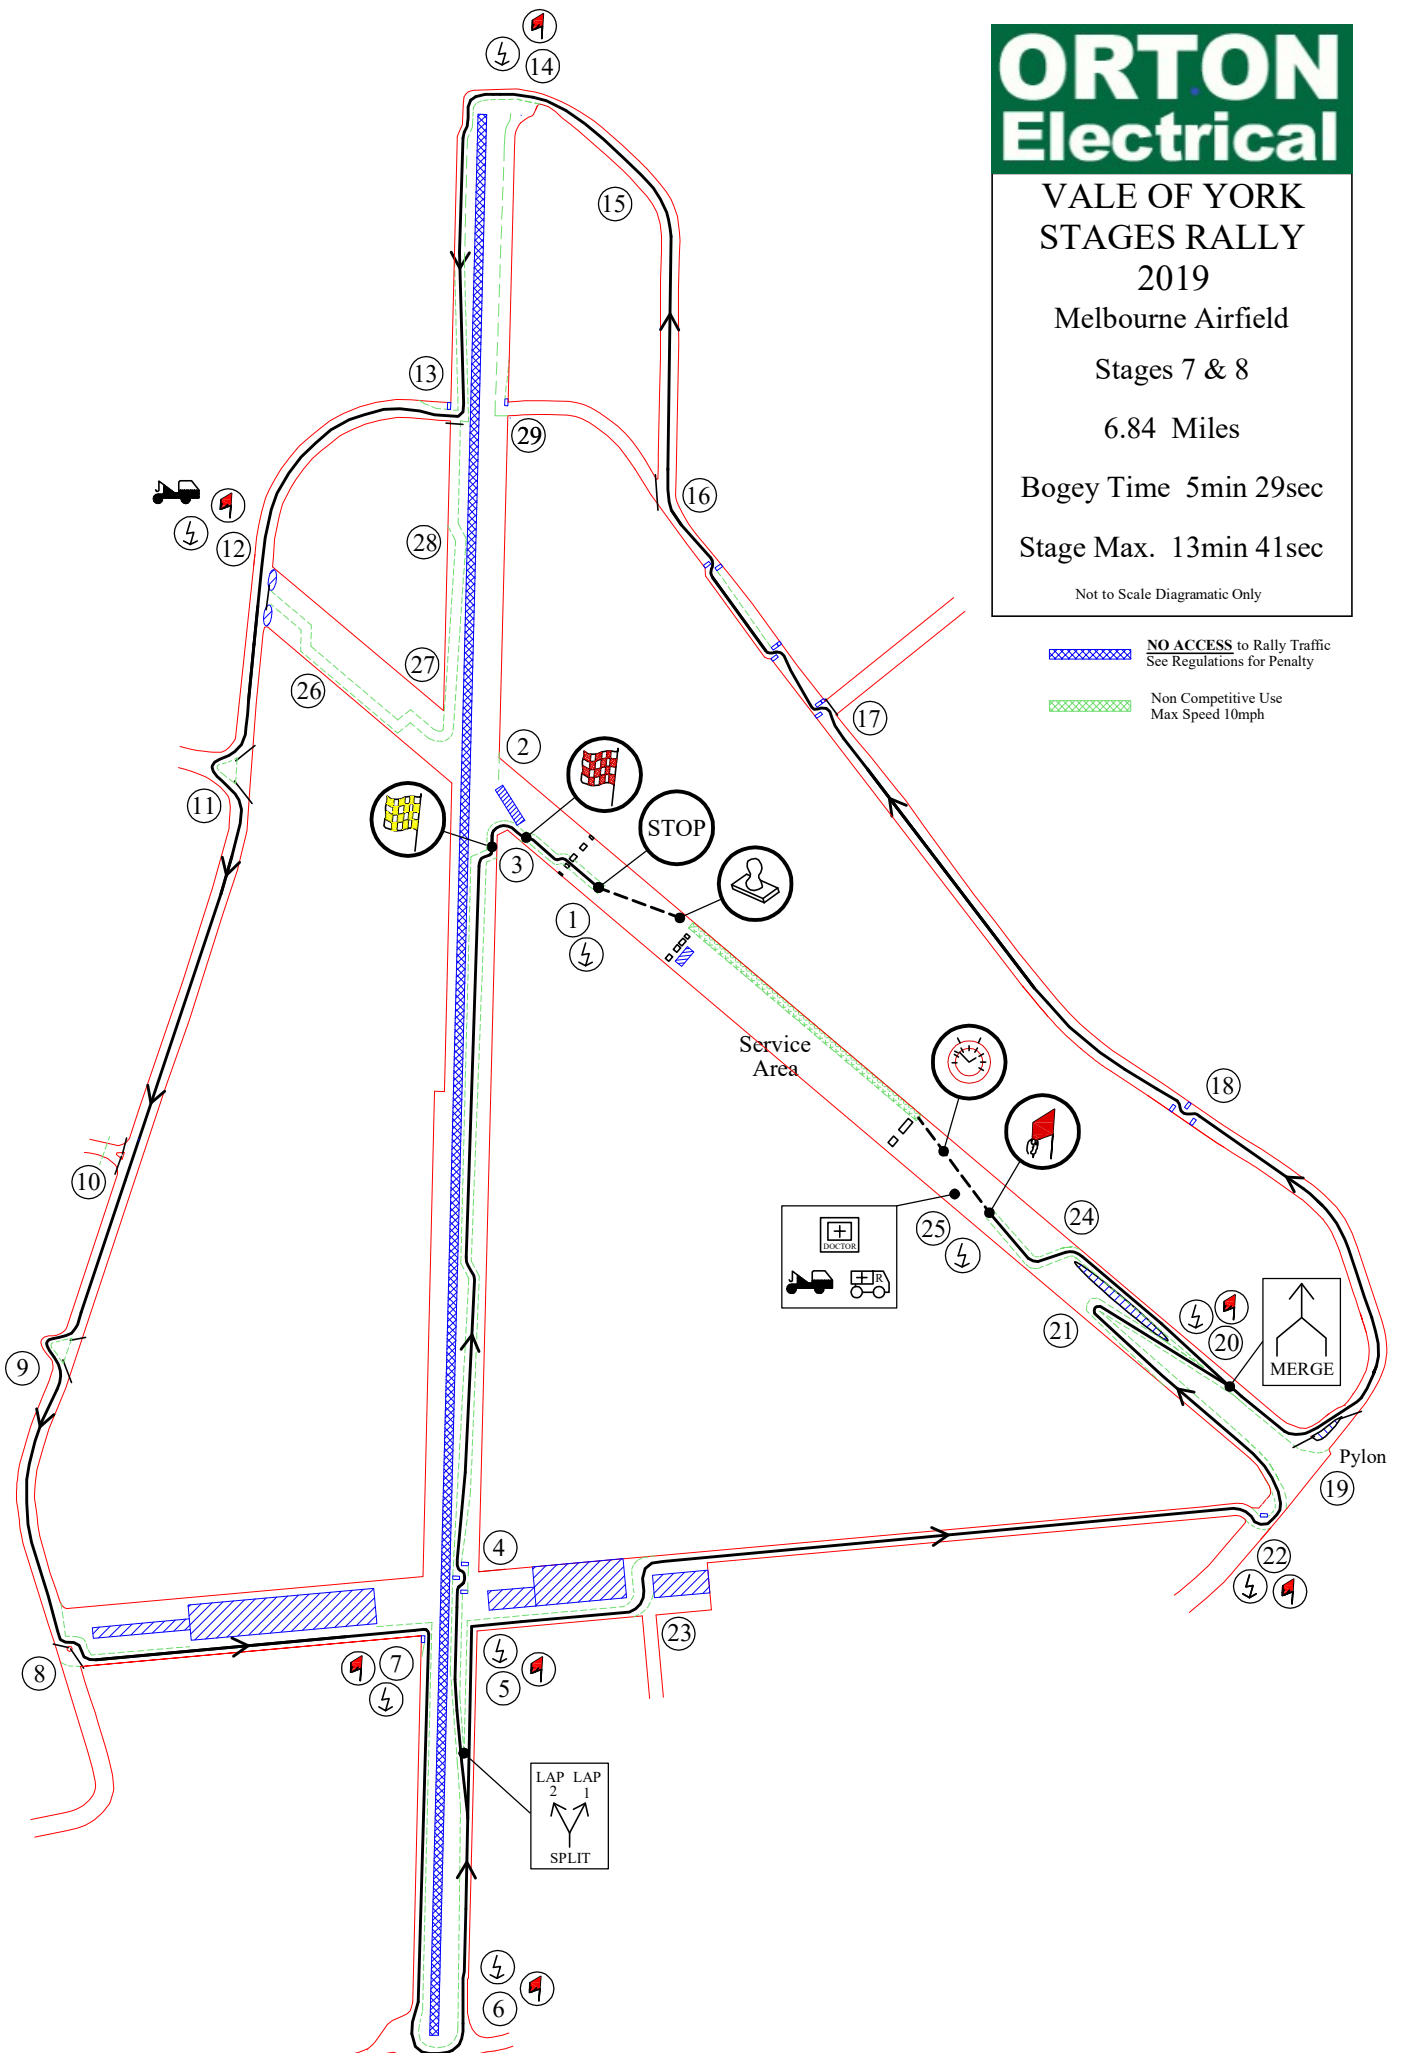 ORTON
Electrical
VALE OF YORK
STAGES RALLY
2019
Melbourne Airfield
Stages 7 & 8
6.84 Miles
Bogey Time 5min 29sec
Stage Max. 13min 41sec
Not to Scale Diagramatic Only
NO ACCESS to Rally Traffic
See Regulations for Penalty
Non Competitive Use
Max Speed 10mph
14
15
13
29
16
12
28
27
26
17
2
11
STOP
3
1
Service
Area
18
10
24
25
DOCTOR
R
21
20
MERGE
9
Pylon
19
4
22
23
7
8
5
LAP LAP
2 1
SPLIT
6